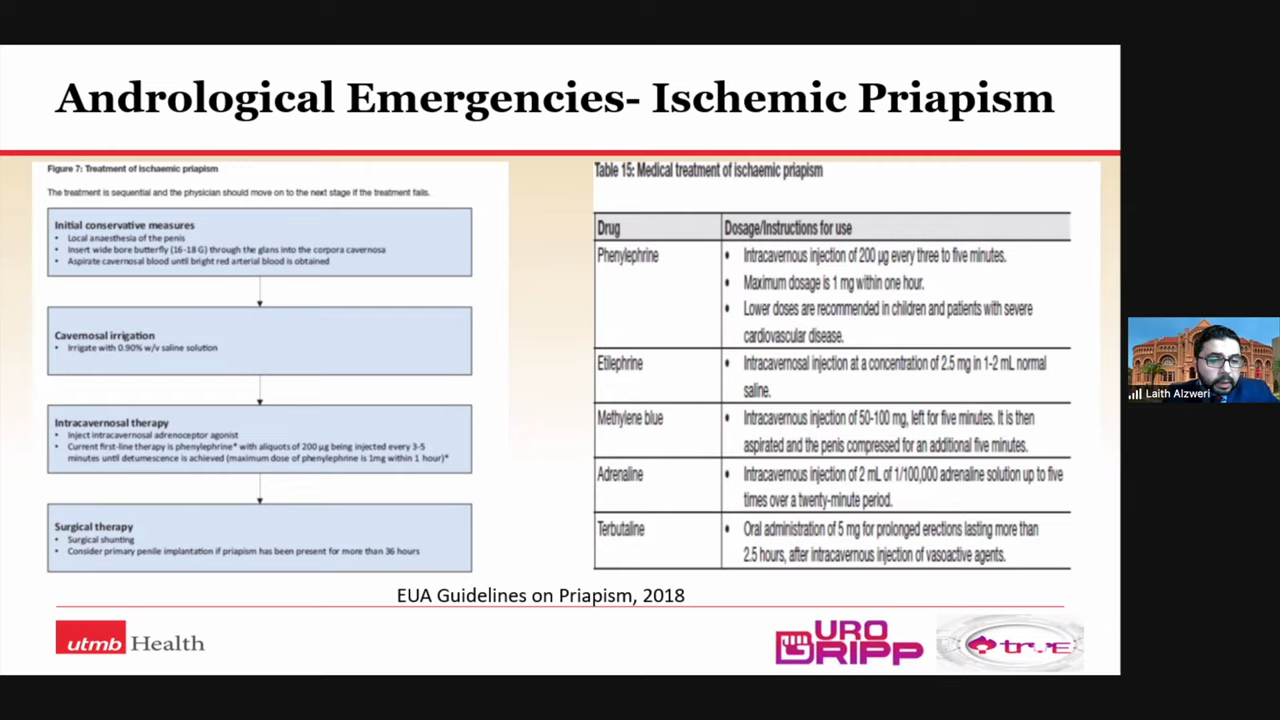 Andrological Emergencies- Ischemic Priapism
Figure 7: Treatment of ischaemic priapism
The treatment is sequential and the physician should move on to the next stage if the treatment fails.
Initial conservative measures
• Local anaesthesia of the penis
• Insert wide bore butterfly (16-18 G) through the glans into the corpora cavernosa
• Aspirate cavernosal blood until bright red arterial blood is obtained
Cavernosal irrigation
• Irrigate with 0.90% w/v saline solution
Intracavernosal therapy
• Inject intracavernosal adrenoceptor agonist
• Current first-line therapy is phenylephrine* with aliquots of 200 µg being injected every 3-5
minutes until detumescence is achieved (maximum dose of phenylephrine is 1mg within 1 hour)*
Surgical therapy
• Surgical shunting
• Consider primary penile implantation if priapism has been present for more than 36 hours
Table 15: Medical treatment of ischaemic priapism
Drug Dosage/Instructions for use
Phenylephrine • Intracavernous injection of 200 µg every three to five minutes.
• Maximum dosage is 1 mg within one hour.
• Lower doses are recommended in children and patients with severe
cardiovascular disease.
Etilephrine • Intracavernosal injection at a concentration of 2.5 mg in 1-2 mL normal
saline.
Methylene blue • Intracavernous injection of 50-100 mg, left for five minutes. It is then
aspirated and the penis compressed for an additional five minutes.
Adrenaline • Intracavernous injection of 2 mL of 1/100,000 adrenaline solution up to five
times over a twenty-minute period.
Terbutaline • Oral administration of 5 mg for prolonged erections lasting more than
2.5 hours, after intracavernous injection of vasoactive agents.
EUA Guidelines on Priapism, 2018
utmb Health
URO
GRIPP
truE
Laith Alzweri